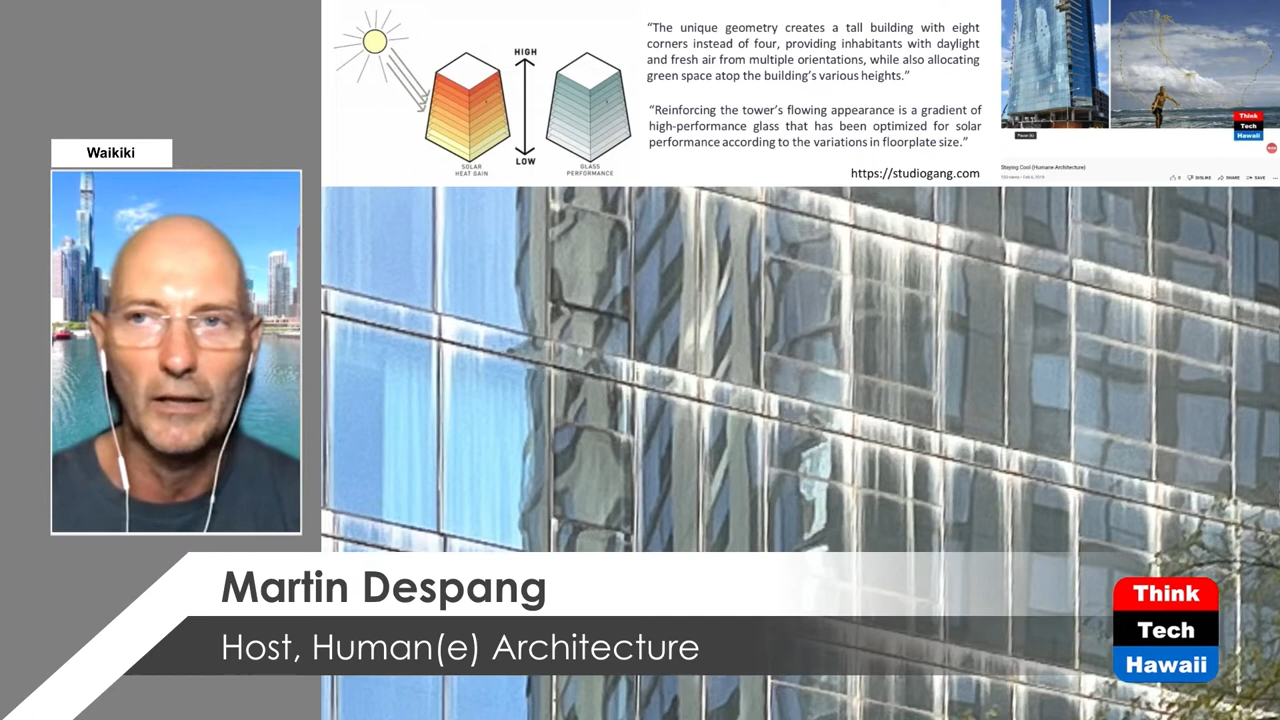 Waikiki
HIGH
LOW
SOLAR
HEAT GAIN
GLASS
PERFORMANCE
“The unique geometry creates a tall building with eight
corners instead of four, providing inhabitants with daylight
and fresh air from multiple orientations, while also allocating
green space atop the building’s various heights.”
“Reinforcing the tower’s flowing appearance is a gradient of
high-performance glass that has been optimized for solar
performance according to the variations in floorplate size.”
https://studiogang.com
Think
Tech
Hawaii
Staying Cool (Humane Architecture)
DISLIKE
SHARE
SAVE
Martin Despang
Host, Human(e) Architecture
Think
Tech
Hawaii